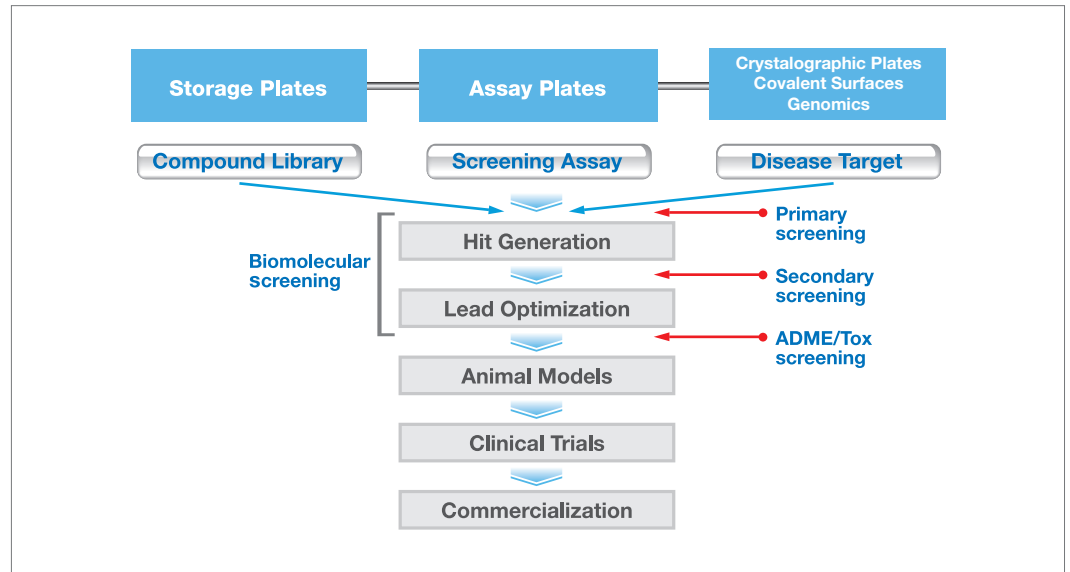 Storage Plates
Assay Plates
Crystalographic Plates
Covalent Surfaces
Genomics
Compound Library
Screening Assay
Disease Target
Primary
screening
Hit Generation
Biomolecular
screening
Secondary
screening
Lead Optimization
ADME/Tox
screening
Animal Models
Clinical Trials
Commercialization